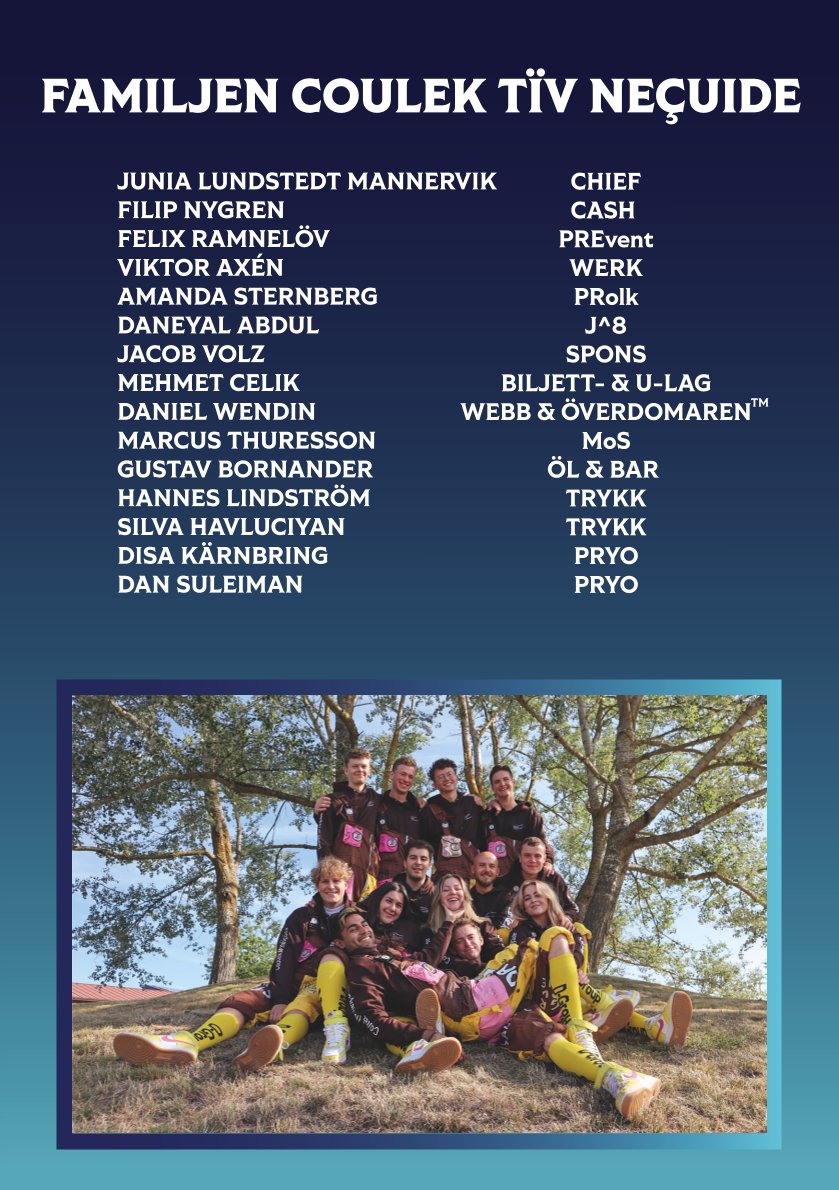 FAMILJEN COULEK TÏV NEÇUIDE
JUNIA LUNDSTEDT MANNERVIK CHIEF
FILIP NYGREN CASH
FELIX RAMNELÖV PREvent
VIKTOR AXÉN WERK
AMANDA STERNBERG PRolk
DANEYAL ABDUL J^8
JACOB VOLZ SPONS
MEHMET CELIK BILJETT- & U-LAG
DANIEL WENDIN WEBB & ÖVERDOMAREN™
MARCUS THURESSON MoS
GUSTAV BORNANDER ÖL & BAR
HANNES LINDSTRÖM TRYKK
SILVA HAVLUCIYAN TRYKK
DISA KÄRNBRING PRYO
DAN SULEIMAN PRYO